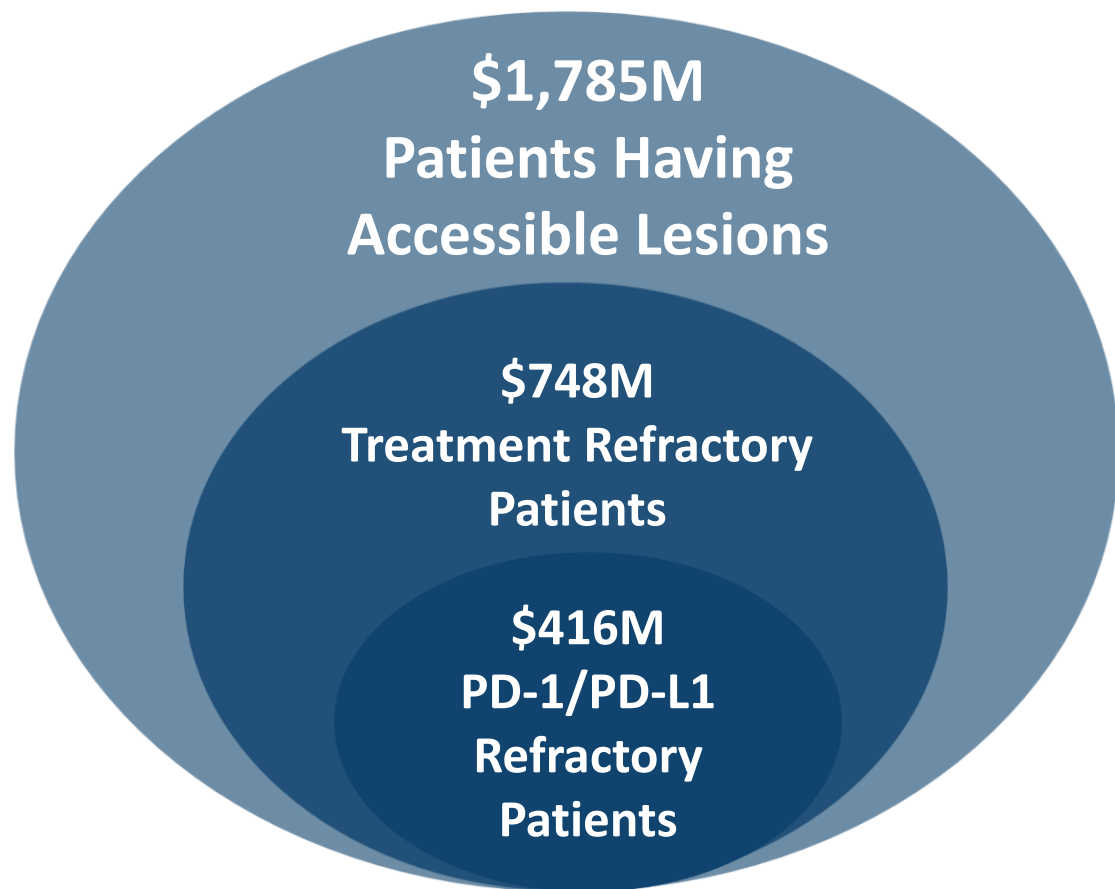 $1,785M
Patients Having
Accessible Lesions
$748M
Treatment Refractory
Patients
$416M
PD-1/PD-L1
Refractory
Patients